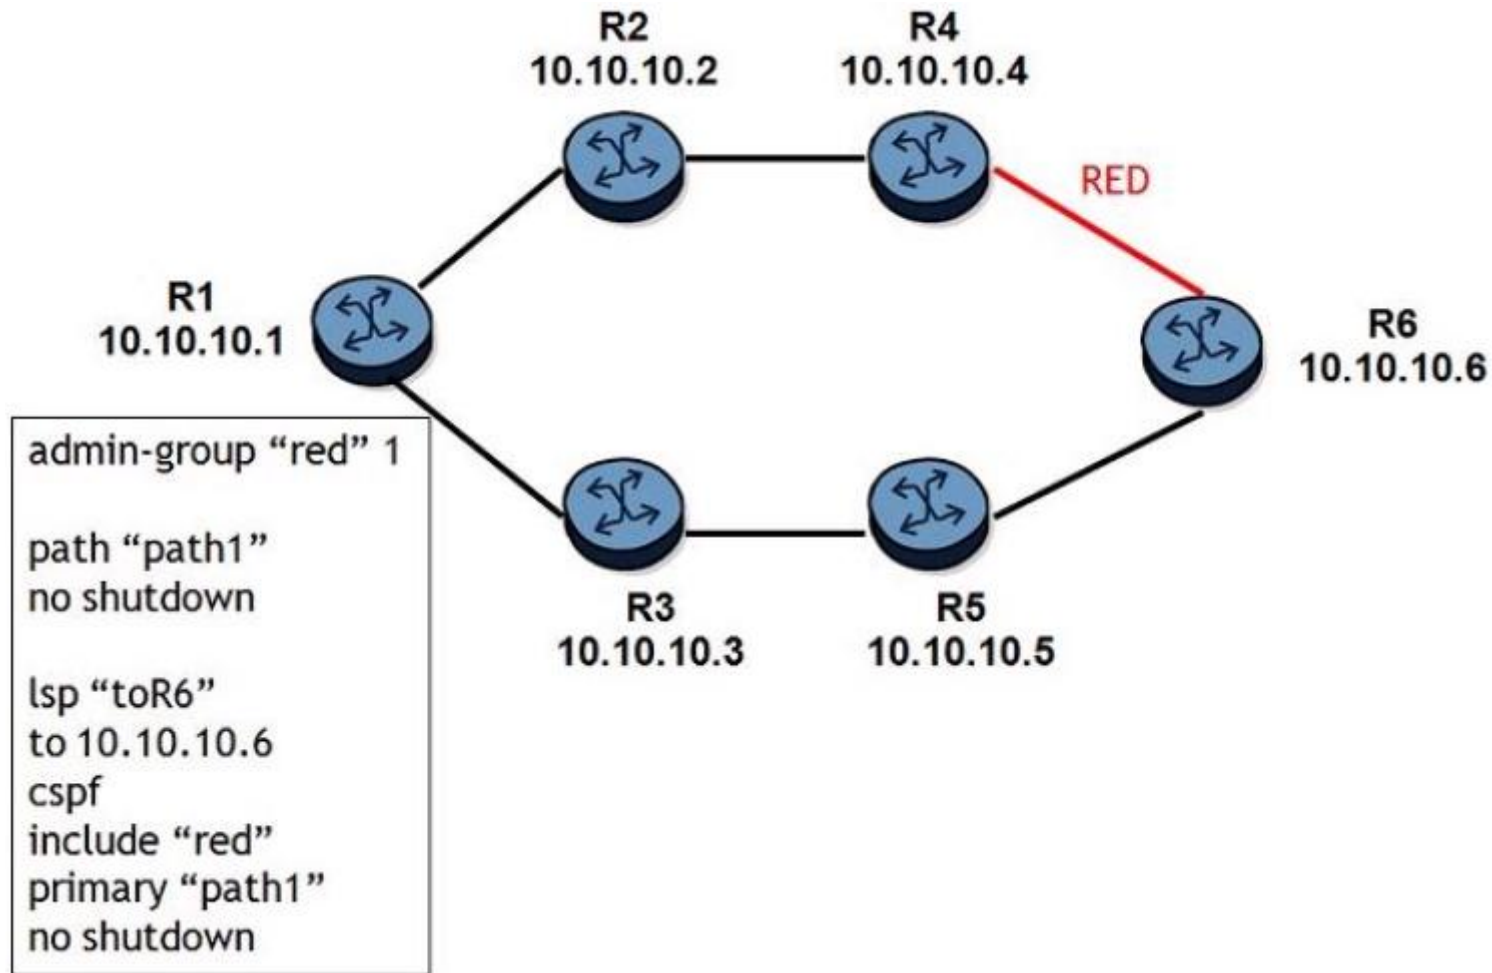 R2
10.10.10.2
R4
10.10.10.4
RED
R1
10.10.10.1
R6
10.10.10.6
admin-group “red” 1
path “path1”
no shutdown
lsp “toR6”
to 10.10.10.6
cspf
include “red”
primary “path1”
no shutdown
R3
10.10.10.3
R5
10.10.10.5